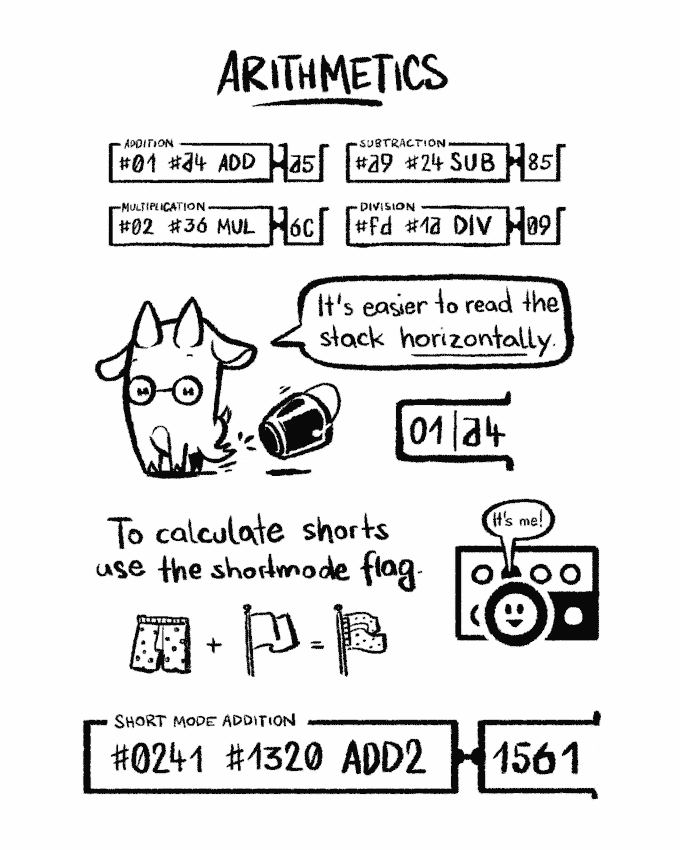 ARITHMETICS
ADDITION
#01 #a4 ADD a5
SUBTRACTION
#a9 #24 SUB 85
MULTIPLICATION
#02 #36 MUL 6C
DIVISION
#fd #1a DIV 09
It's easier to read the
stack horizontally.
01|a4
To calculate shorts
use the shortmode flag.
It's me!
+ =
SHORT MODE ADDITION
#0241 #1320 ADD2 1561